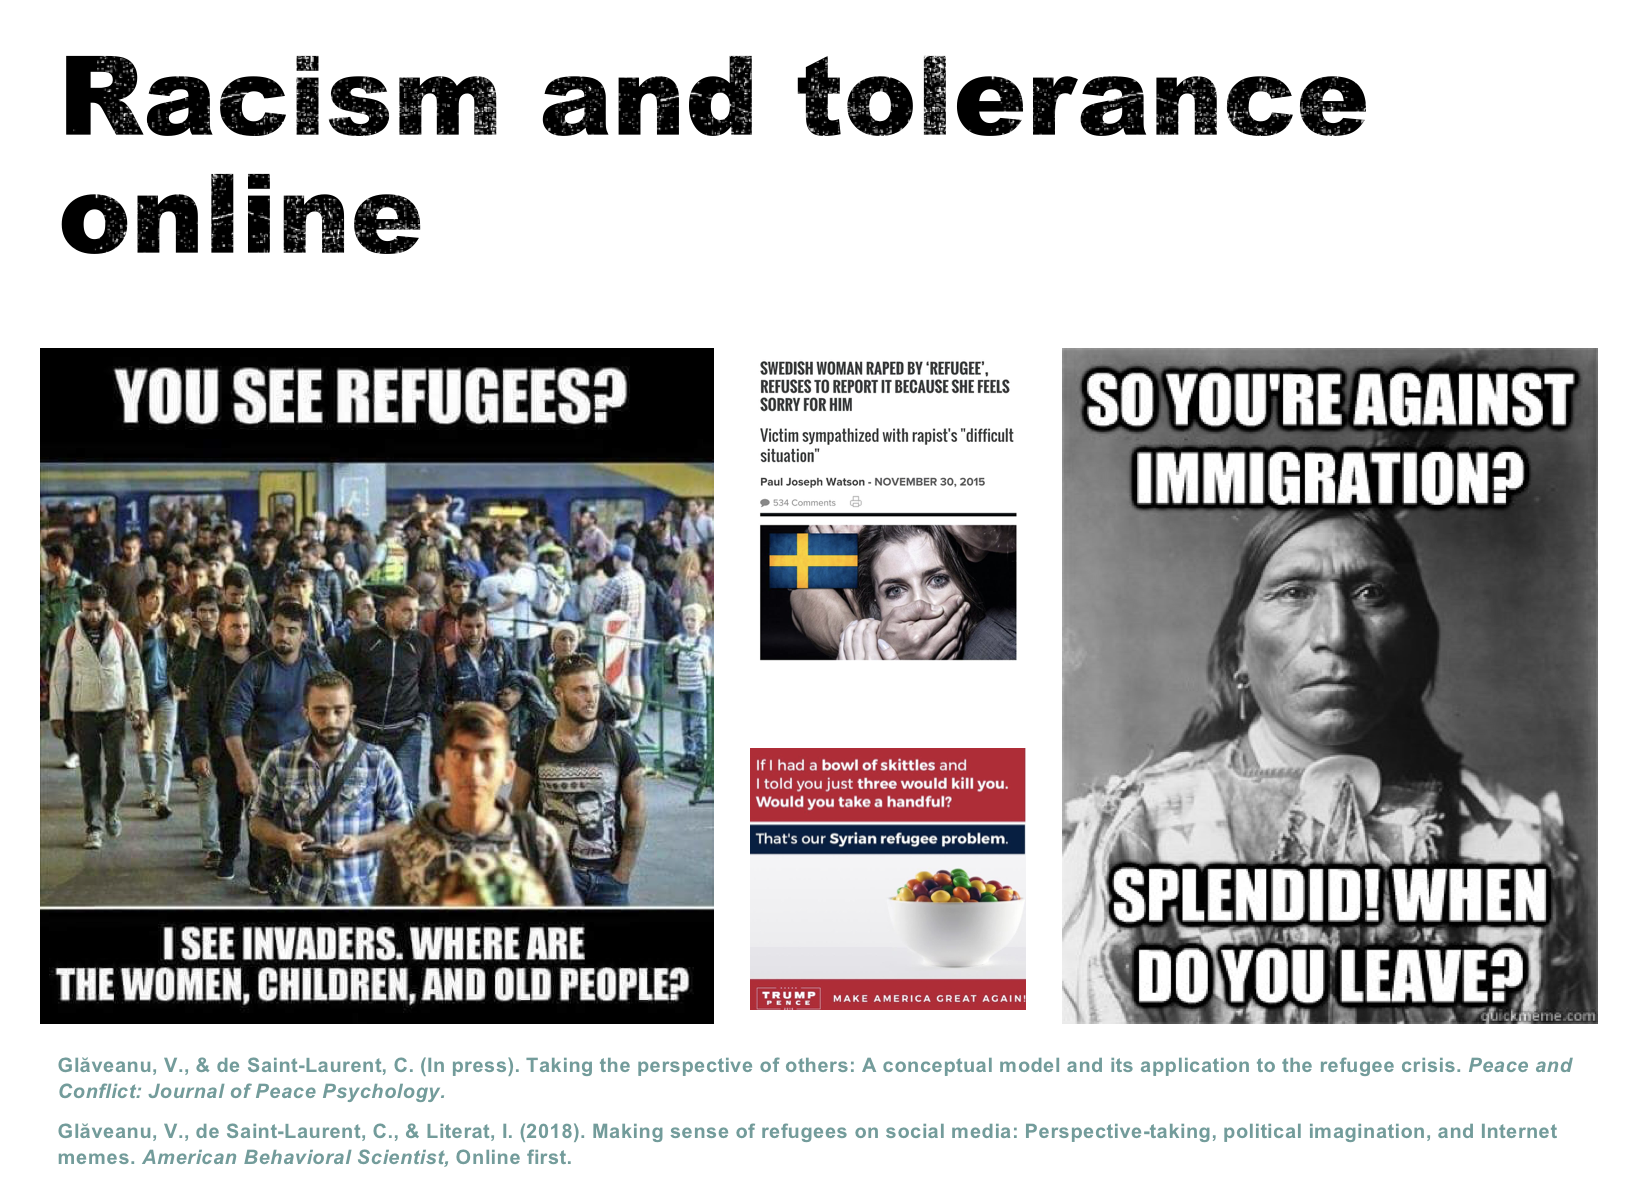 Racism and tolerance
online
YOU SEE REFUGEES?
1
2
I SEE INVADERS. WHERE ARE
THE WOMEN, CHILDREN, AND OLD PEOPLE?
SWEDISH WOMAN RAPED BY ‘REFUGEE’,
REFUSES TO REPORT IT BECAUSE SHE FEELS
SORRY FOR HIM
Victim sympathized with rapist's "difficult
situation"
Paul Joseph Watson - NOVEMBER 30, 2015
534 Comments
If I had a bowl of skittles and
I told you just three would kill you.
Would you take a handful?
That's our Syrian refugee problem.
TRUMP
PENCE
MAKE AMERICA GREAT AGAIN!
SO YOU'RE AGAINST
IMMIGRATION?
SPLENDID! WHEN
DO YOU LEAVE?
quickmeme.com
Glăveanu, V., & de Saint-Laurent, C. (In press). Taking the perspective of others: A conceptual model and its application to the refugee crisis. Peace and
Conflict: Journal of Peace Psychology.
Glăveanu, V., de Saint-Laurent, C., & Literat, I. (2018). Making sense of refugees on social media: Perspective-taking, political imagination, and Internet
memes. American Behavioral Scientist, Online first.